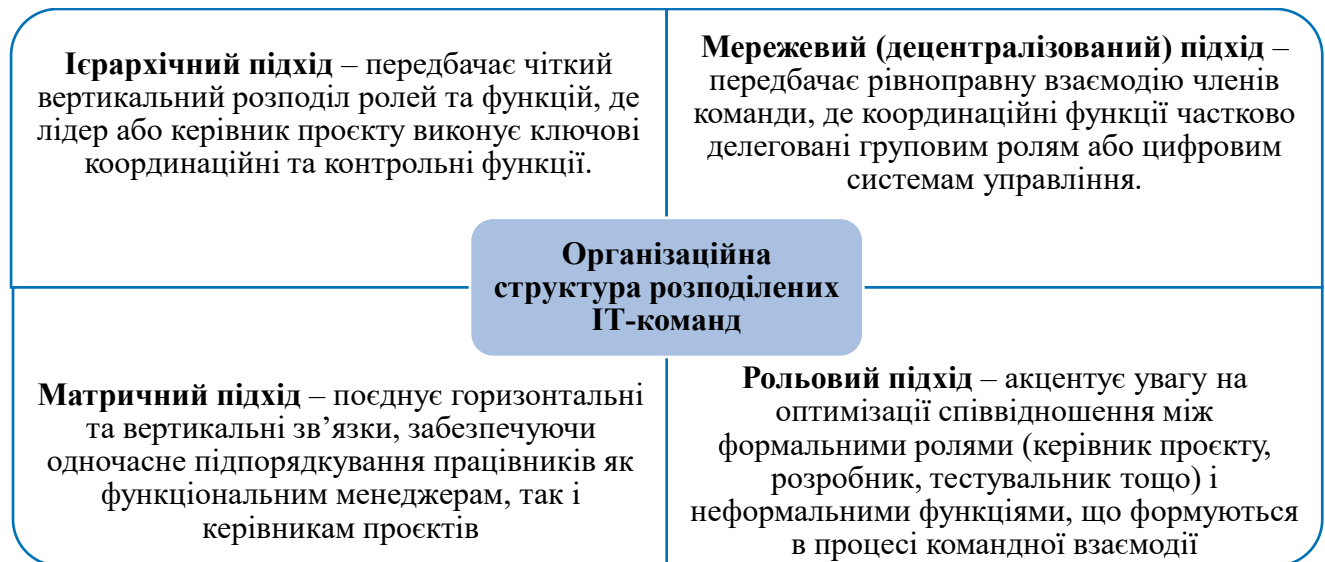 Ієрархічний підхід – передбачає чіткий
вертикальний розподіл ролей та функцій, де
лідер або керівник проєкту виконує ключові
координаційні та контрольні функції.
Мережевий (децентралізований) підхід –
передбачає рівноправну взаємодію членів
команди, де координаційні функції частково
делеговані груповим ролям або цифровим
системам управління.
Організаційна
структура розподілених
ІТ-команд
Матричний підхід – поєднує горизонтальні
та вертикальні зв’язки, забезпечуючи
одночасне підпорядкування працівників як
функціональним менеджерам, так і
керівникам проєктів
Рольовий підхід – акцентує увагу на
оптимізації співвідношення між
формальними ролями (керівник проєкту,
розробник, тестувальник тощо) і
неформальними функціями, що формуються
в процесі командної взаємодії